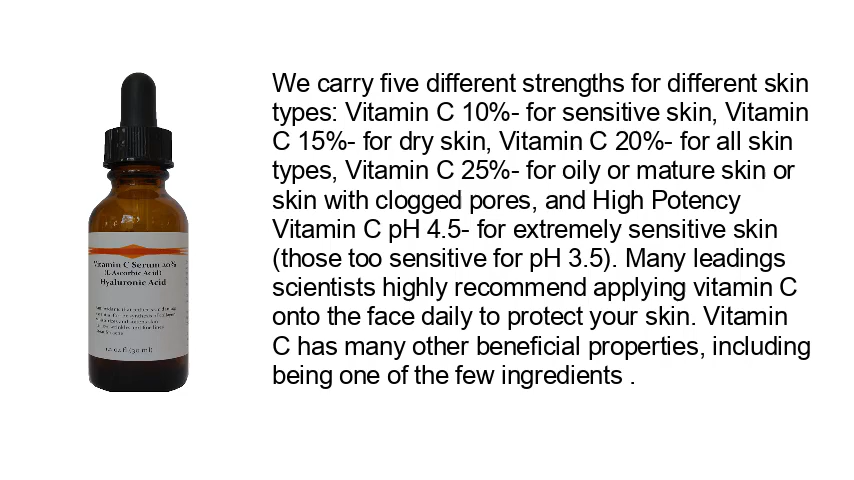 Vitamin C Serum 20%
(L-Ascorbic Acid)
Hyaluronic Acid
We carry five different strengths for different skin
types: Vitamin C 10%- for sensitive skin, Vitamin
C 15%- for dry skin, Vitamin C 20%- for all skin
types, Vitamin C 25%- for oily or mature skin or
skin with clogged pores, and High Potency
Vitamin C pH 4.5- for extremely sensitive skin
(those too sensitive for pH 3.5). Many leadings
scientists highly recommend applying vitamin C
onto the face daily to protect your skin. Vitamin
C has many other beneficial properties, including
being one of the few ingredients .